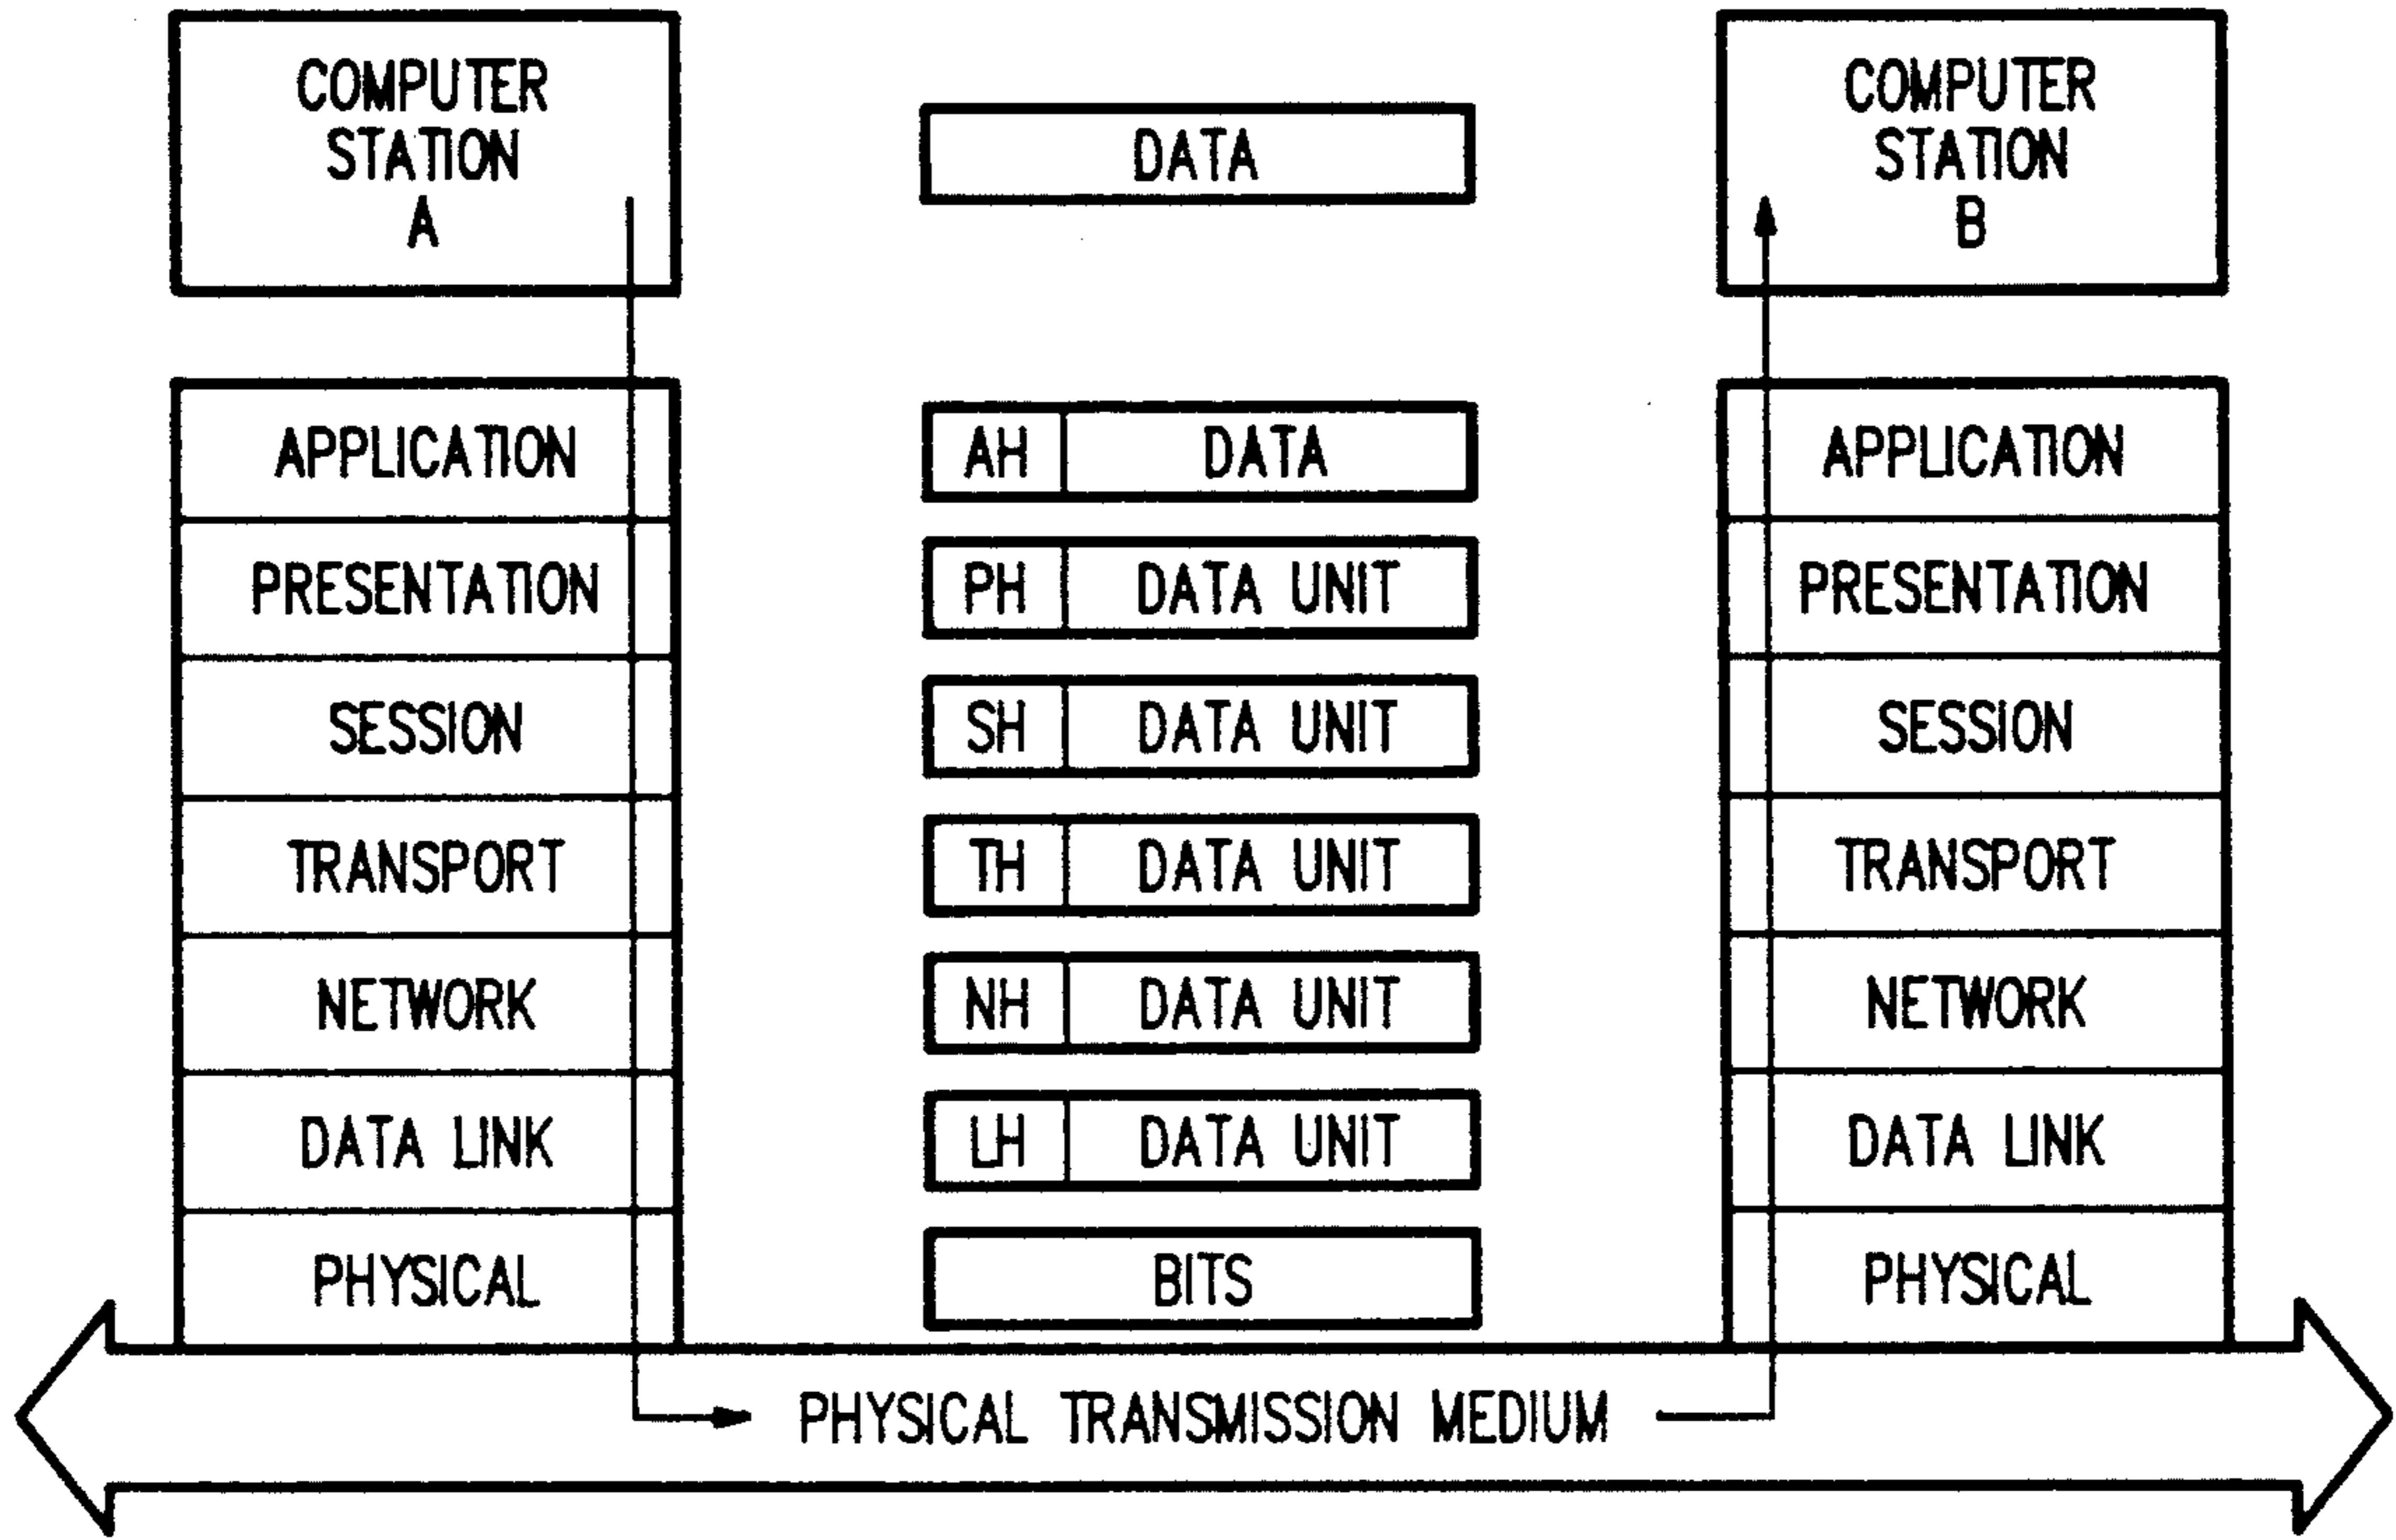 COMPUTER
STATION
A
DATA
COMPUTER
STATION
B
APPLICATION
AH
DATA
APPLICATION
PRESENTATION
PH
DATA UNIT
PRESENTATION
SESSION
SH
DATA UNIT
SESSION
TRANSPORT
TH
DATA UNIT
TRANSPORT
NETWORK
NH
DATA UNIT
NETWORK
DATA LINK
LH
DATA UNIT
DATA LINK
PHYSICAL
BITS
PHYSICAL
PHYSICAL TRANSMISSION MEDIUM